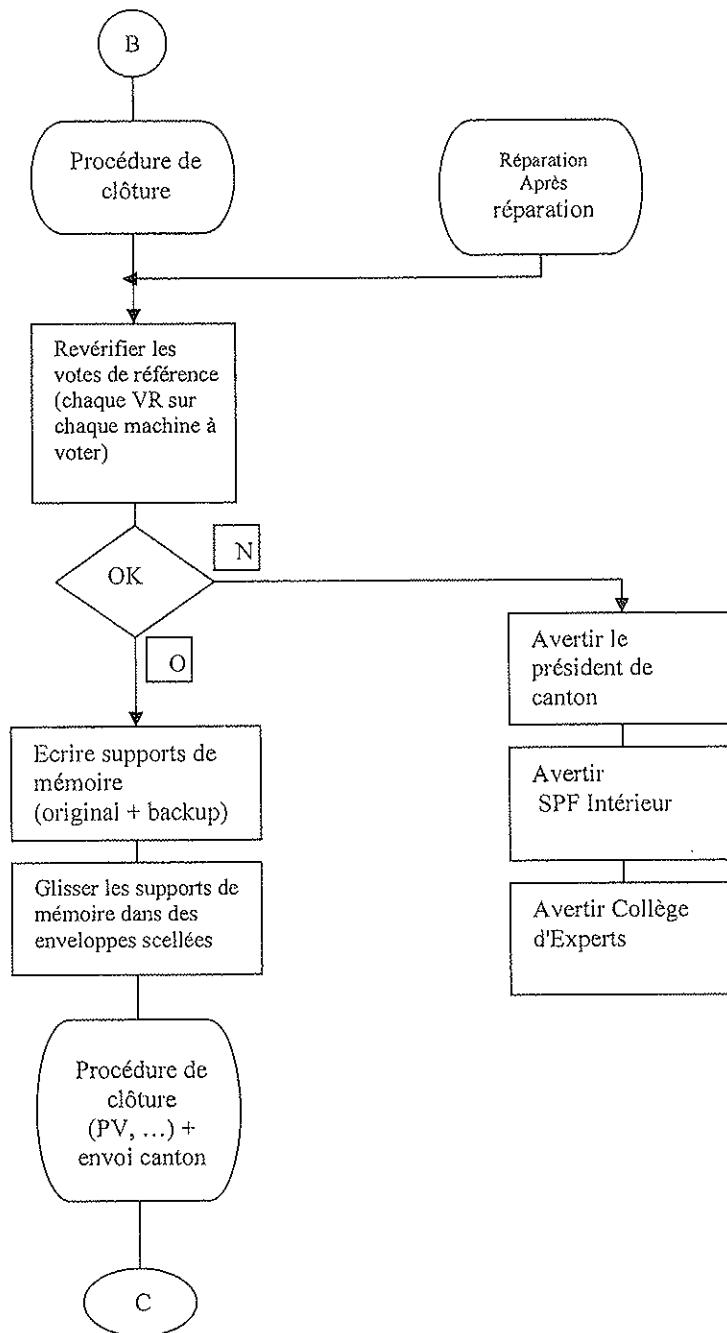 B
Procédure de
clôture
Réparation
Après
réparation
Revérifier les
votes de référence
(chaque VR sur
chaque machine à
voter)
OK
N
O
Avertir le
président de
canton
Ecrire supports de
mémoire
(original + backup)
Avertir
SPF Intérieur
Glisser les supports de
mémoire dans des
enveloppes scellées
Avertir Collège
d'Experts
Procédure de
clôture
(PV, ...) +
envoi canton
C